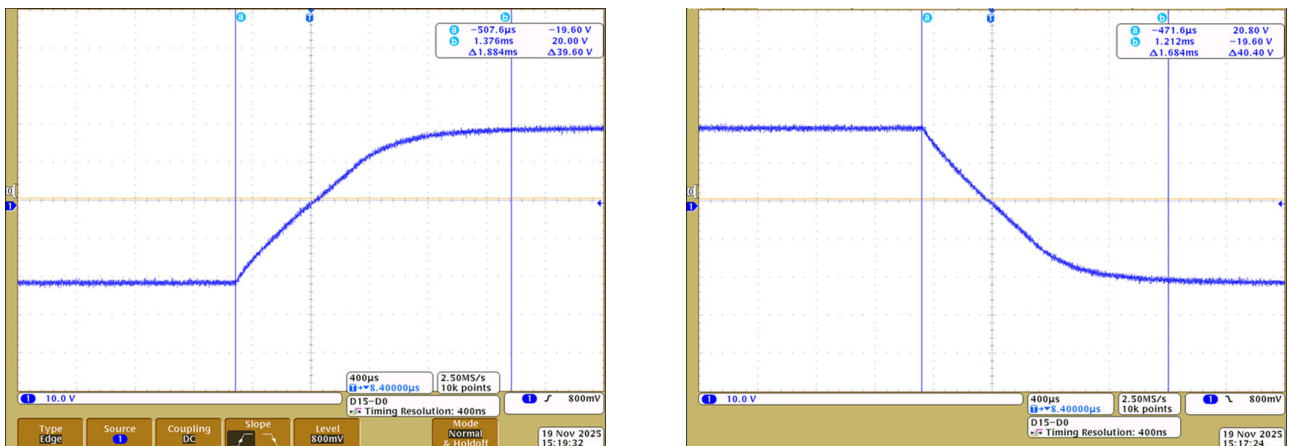 a
T
b
a −507.6μs −19.60 V
b 1.376ms 20.00 V
Δ1.884ms Δ39.60 V
0
1
1 10.0 V
400μs
T→▼8.40000μs
2.50MS/s
10k points
1 800mV
D15−D0
Timing Resolution: 400ns
Type
Edge
Source
1
Coupling
DC
Slope
Level
800mV
Mode
Normal
& Holdoff
19 Nov 2025
15:19:32
a
T
b
a −471.6μs 20.80 V
b 1.212ms −19.60 V
Δ1.684ms Δ40.40 V
0
1
1 10.0 V
400μs
T→▼8.40000μs
2.50MS/s
10k points
1 800mV
D15−D0
Timing Resolution: 400ns
19 Nov 2025
15:17:24